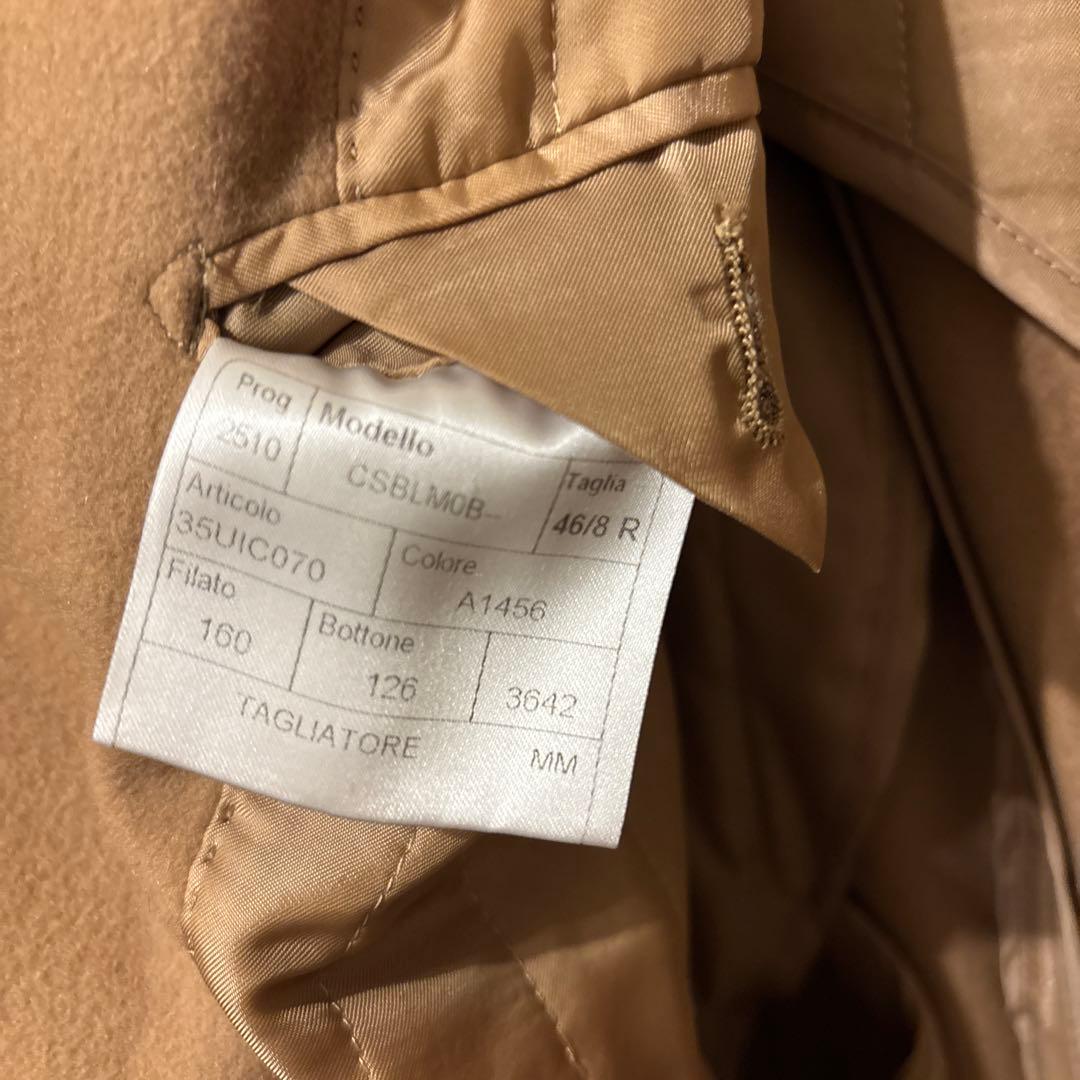 Prog Modello
2510 CSBLM0B- Taglia
46/8 R
Articolo
35UIC070 Colore
A1456
Filato
160 Bottone
126 3642
TAGLIATORE MM